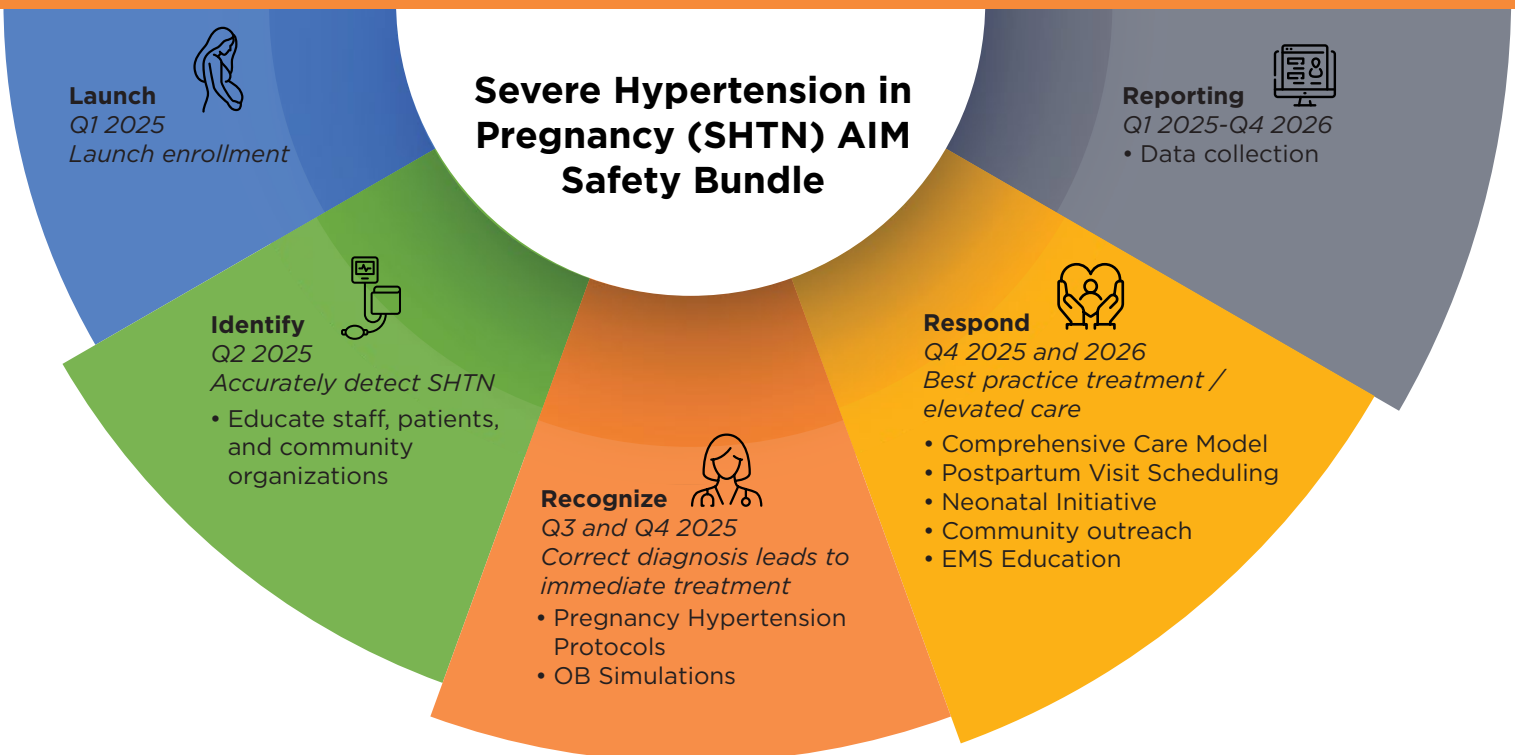 Severe Hypertension in
Pregnancy (SHTN) AIM
Safety Bundle
Launch
Q1 2025
Launch enrollment
Identify
Q2 2025
Accurately detect SHTN
• Educate staff, patients,
and community
organizations
Recognize
Q3 and Q4 2025
Correct diagnosis leads to
immediate treatment
• Pregnancy Hypertension
Protocols
• OB Simulations
Respond
Q4 2025 and 2026
Best practice treatment /
elevated care
• Comprehensive Care Model
• Postpartum Visit Scheduling
• Neonatal Initiative
• Community outreach
• EMS Education
Reporting
Q1 2025-Q4 2026
• Data collection